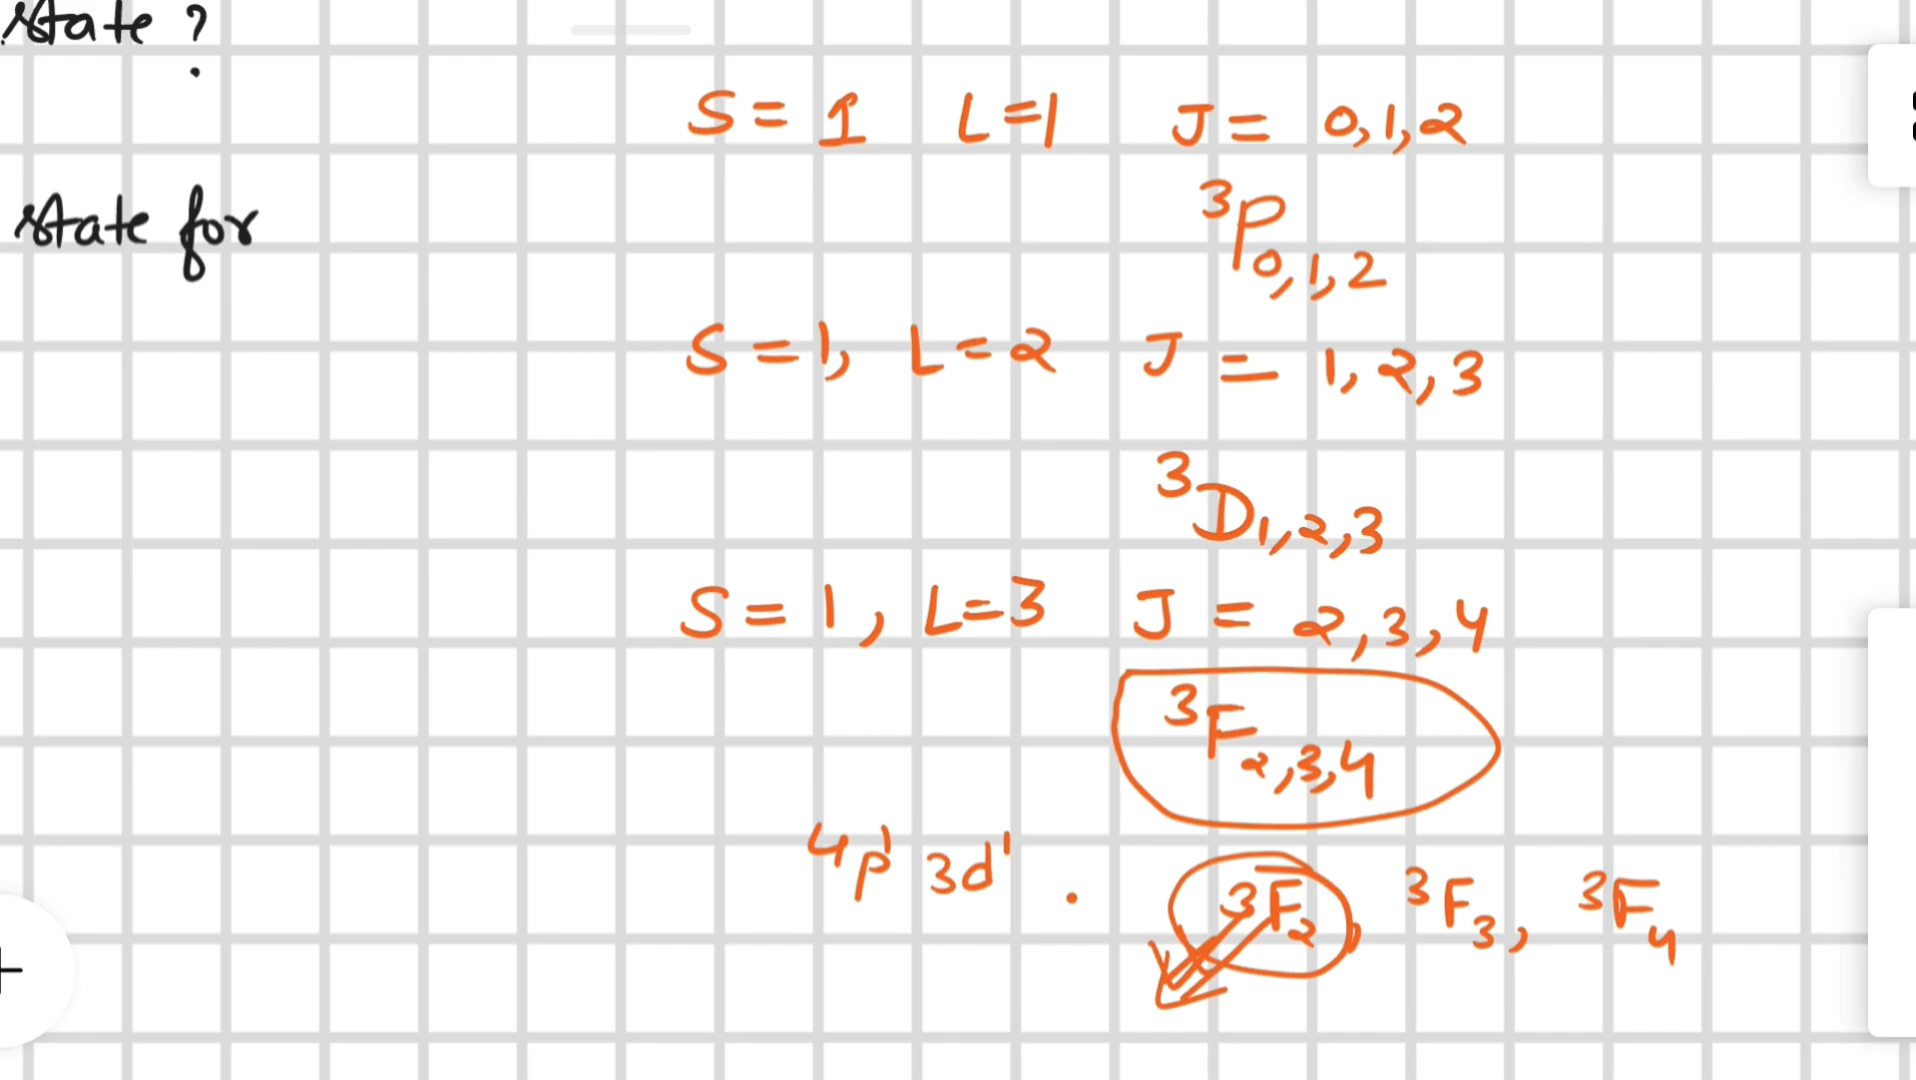 state ?
S = 1 L = 1 J = 0, 1, 2
³P₀,₁,₂
state for
S = 1, L = 2 J = 1, 2, 3
³D₁,₂,₃
S = 1, L = 3 J = 2, 3, 4
³F₂,₃,₄
4p¹ 3d¹ . ³F₂, ³F₃, ³F₄